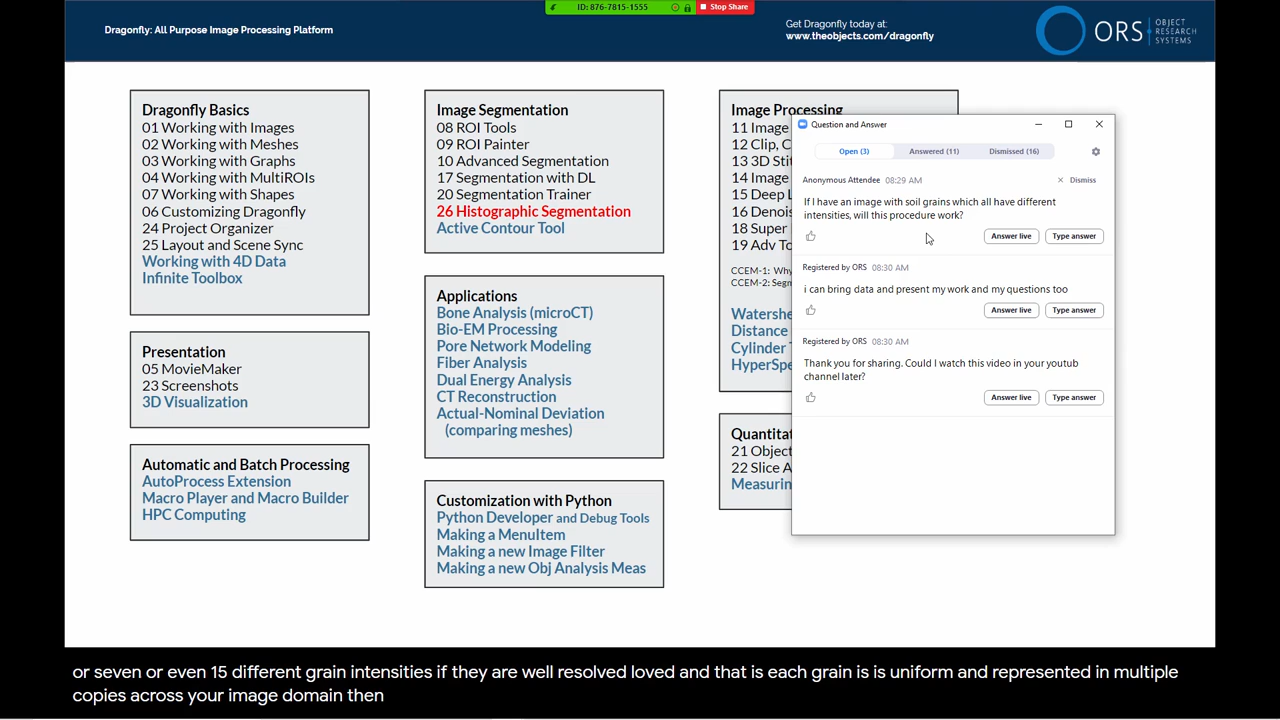 ID: 876-7815-1555
Stop Share
Dragonfly: All Purpose Image Processing Platform
Get Dragonfly today at:
www.theobjects.com/dragonfly
ORS
OBJECT
RESEARCH
SYSTEMS
Dragonfly Basics
01 Working with Images
02 Working with Meshes
03 Working with Graphs
04 Working with MultiROIs
07 Working with Shapes
06 Customizing Dragonfly
24 Project Organizer
25 Layout and Scene Sync
Working with 4D Data
Infinite Toolbox
Presentation
05 MovieMaker
23 Screenshots
3D Visualization
Automatic and Batch Processing
AutoProcess Extension
Macro Player and Macro Builder
HPC Computing
Image Segmentation
08 ROI Tools
09 ROI Painter
10 Advanced Segmentation
17 Segmentation with DL
20 Segmentation Trainer
26 Histographic Segmentation
Active Contour Tool
Applications
Bone Analysis (microCT)
Bio-EM Processing
Pore Network Modeling
Fiber Analysis
Dual Energy Analysis
CT Reconstruction
Actual-Nominal Deviation
(comparing meshes)
Customization with Python
Python Developer and Debug Tools
Making a MenuItem
Making a new Image Filter
Making a new Obj Analysis Meas
Image Processing
11 Image
12 Clip, C
13 3D Sti
14 Image
15 Deep L
16 Denois
18 Super
19 Adv To
CCEM-1: Why
CCEM-2: Segm
Watershe
Distance
Cylinder T
HyperSpe
Quantitat
21 Object
22 Slice A
Measurin
Question and Answer
Open (3)
Answered (11)
Dismissed (16)
Anonymous Attendee 08:29 AM
Dismiss
If I have an image with soil grains which all have different
intensities, will this procedure work?
Answer live
Type answer
Registered by ORS 08:30 AM
i can bring data and present my work and my questions too
Answer live
Type answer
Registered by ORS 08:30 AM
Thank you for sharing. Could I watch this video in your youtub
channel later?
Answer live
Type answer
or seven or even 15 different grain intensities if they are well resolved loved and that is each grain is is uniform and represented in multiple
copies across your image domain then